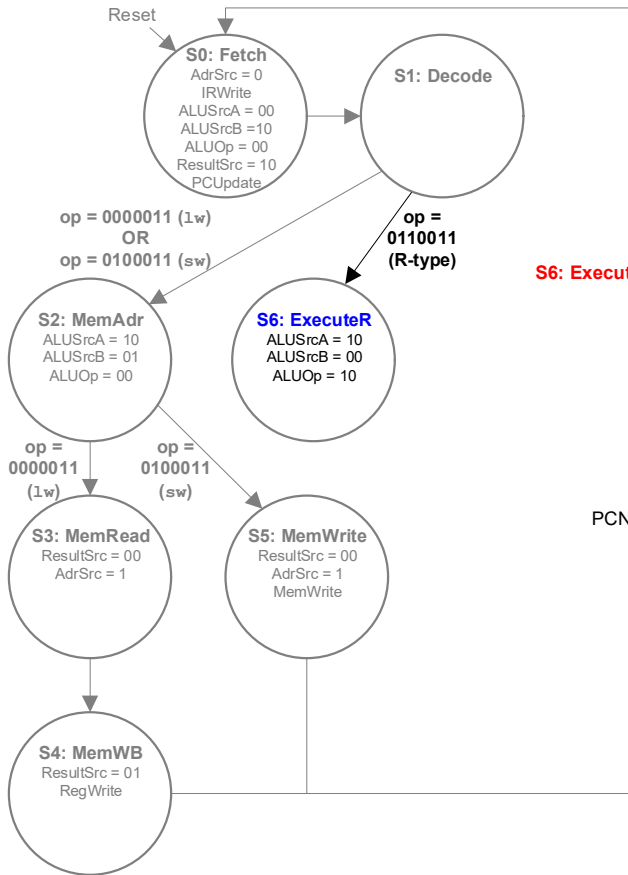 Reset
S0: Fetch
AdrSrc = 0
IRWrite
ALUSrcA = 00
ALUSrcB =10
ALUOp = 00
ResultSrc = 10
PCUpdate
S1: Decode
op = 0000011 (lw)
OR
op = 0100011 (sw)
op =
0110011
(R-type)
S6: Execut
S2: MemAdr
ALUSrcA = 10
ALUSrcB = 01
ALUOp = 00
S6: ExecuteR
ALUSrcA = 10
ALUSrcB = 00
ALUOp = 10
op =
0000011
(lw)
op =
0100011
(sw)
S3: MemRead
ResultSrc = 00
AdrSrc = 1
S5: MemWrite
ResultSrc = 00
AdrSrc = 1
MemWrite
PCN
S4: MemWB
ResultSrc = 01
RegWrite